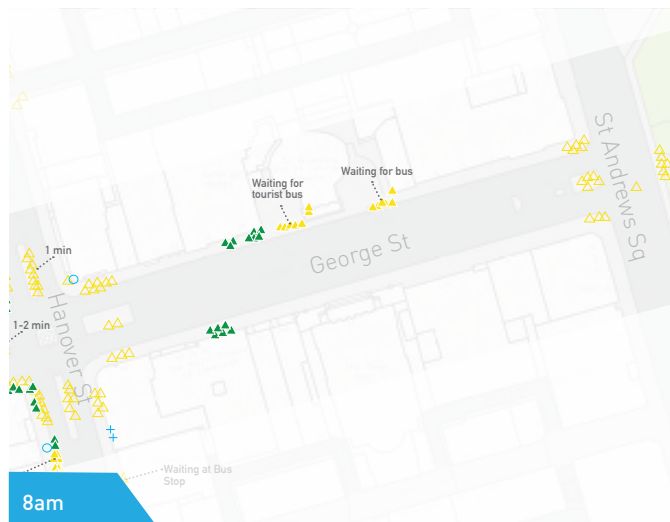 St Andrews Sq
Waiting for bus
Waiting for
tourist bus
George St
1 min
Hanover St
1-2 min
Waiting at Bus
Stop
8am